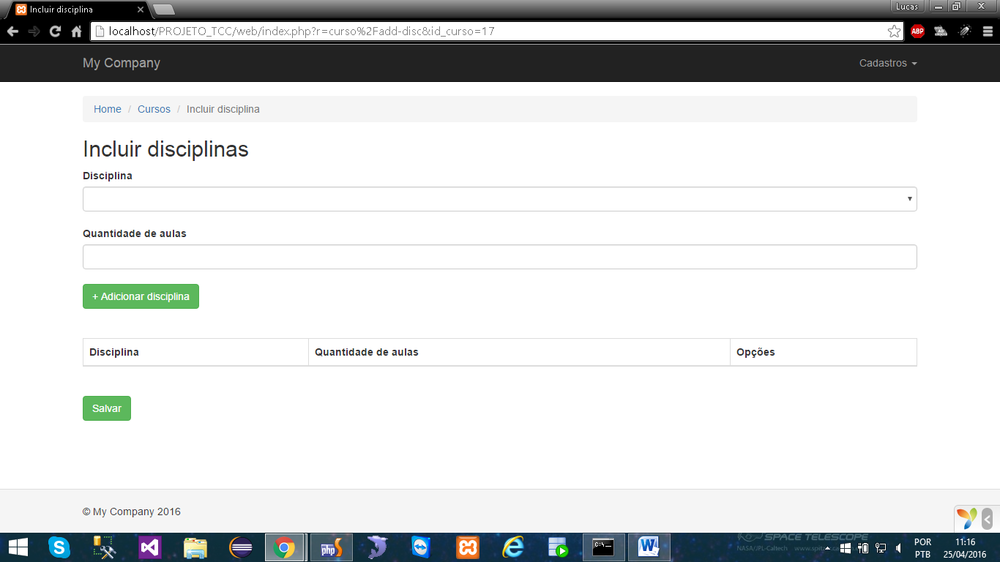 Incluir disciplina
Lucas
localhost/PROJETO_TCC/web/index.php?r=curso%2Fadd-disc&id_curso=17
ABP
My Company
Cadastros
Home / Cursos / Incluir disciplina
Incluir disciplinas
Disciplina
Quantidade de aulas
+ Adicionar disciplina
Disciplina Quantidade de aulas Opções
Salvar
© My Company 2016
SPACE TELESCOPE
NASA/JPL-Caltech
php
C:\
POR
PTB
11:16
25/04/2016